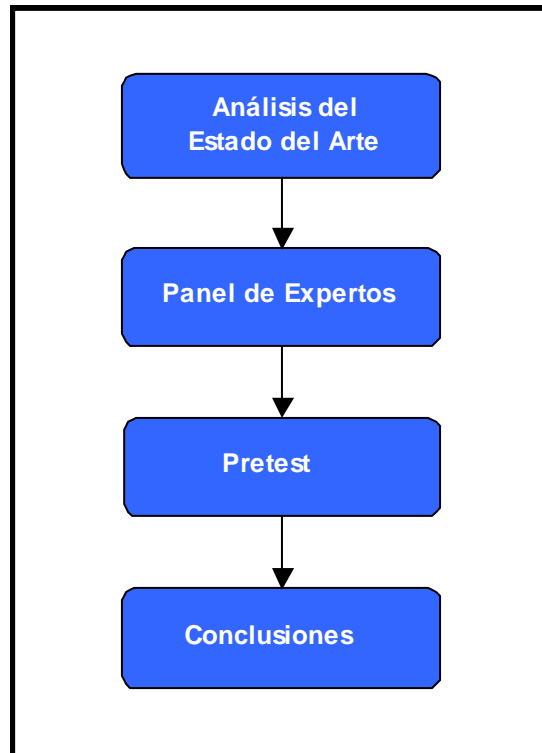 Análisis del
Estado del Arte
Panel de Expertos
Pretest
Conclusiones